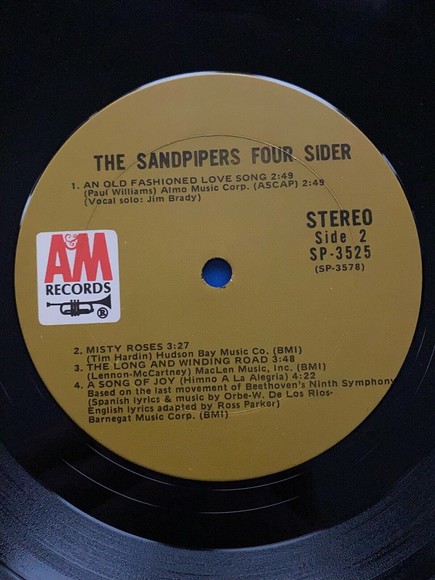 THE SANDPIPERS FOUR SIDER
1. AN OLD FASHIONED LOVE SONG 2:49
(Paul Williams) Almo Music Corp. (ASCAP) 2:49
(Vocal solo: Jim Brady)
STEREO
Side 2
SP-3525
(SP-3578)
A&M
RECORDS
®
2. MISTY ROSES 3:27
(Tim Hardin) Hudson Bay Music Co. (BMI)
3. THE LONG AND WINDING ROAD 3:48
(Lennon-McCartney) MacLen Music, Inc. (BMI)
4. A SONG OF JOY (Himno A La Alegria) 4:22
Based on the last movement of Beethoven's Ninth Symphony
(Spanish lyrics & music by Orbe-W. De Los Rios-
English lyrics adapted by Ross Parker)
Barnegat Music Corp. (BMI)